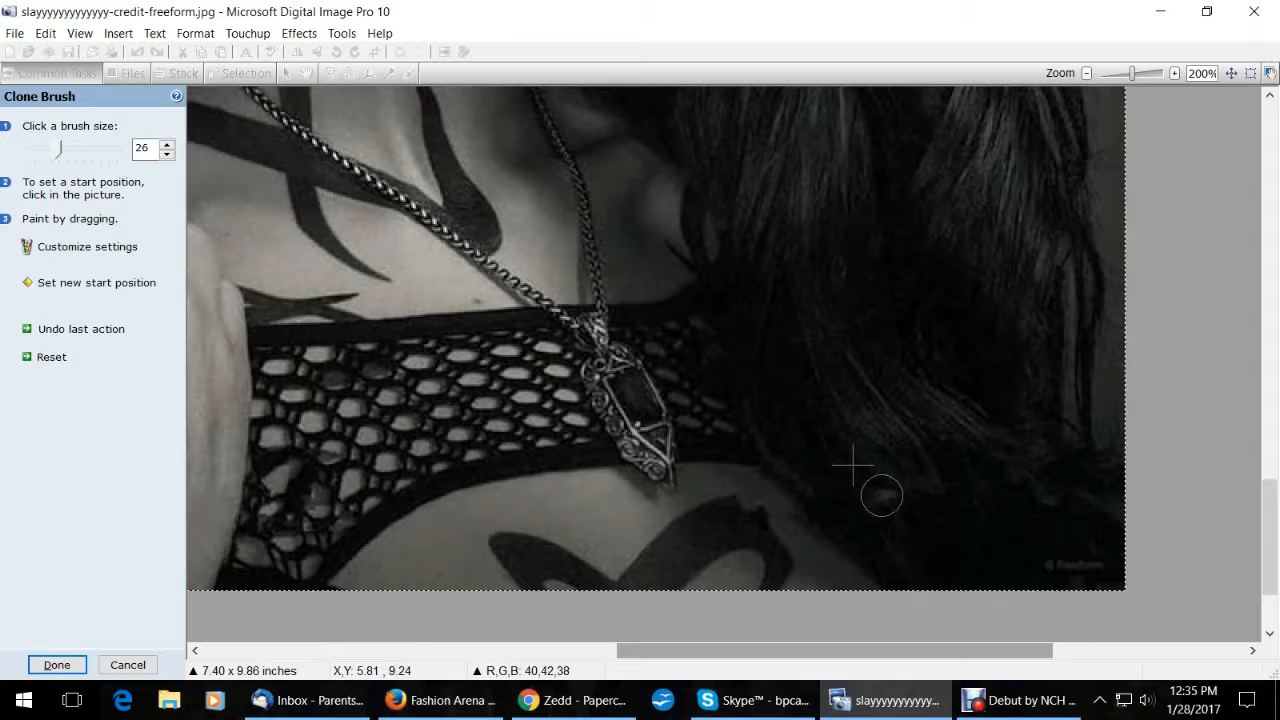 slayyyyyyyyyyyyy-credit-freeform.jpg - Microsoft Digital Image Pro 10
File Edit View Insert Text Format Touchup Effects Tools Help
Common Tasks Files Stack Selection Zoom 200%
Clone Brush
1 Click a brush size:
26
2 To set a start position,
click in the picture.
3 Paint by dragging.
Customize settings
Set new start position
Undo last action
Reset
© Freeform
Done Cancel
7.40 x 9.86 inches X,Y: 5.81 , 9.24 R,G,B: 40,42,38
Inbox - Parents... Fashion Arena ... Zedd - Paperc... Skype™ - bpca... slayyyyyyyyyy... Debut by NCH ...
12:35 PM
1/28/2017